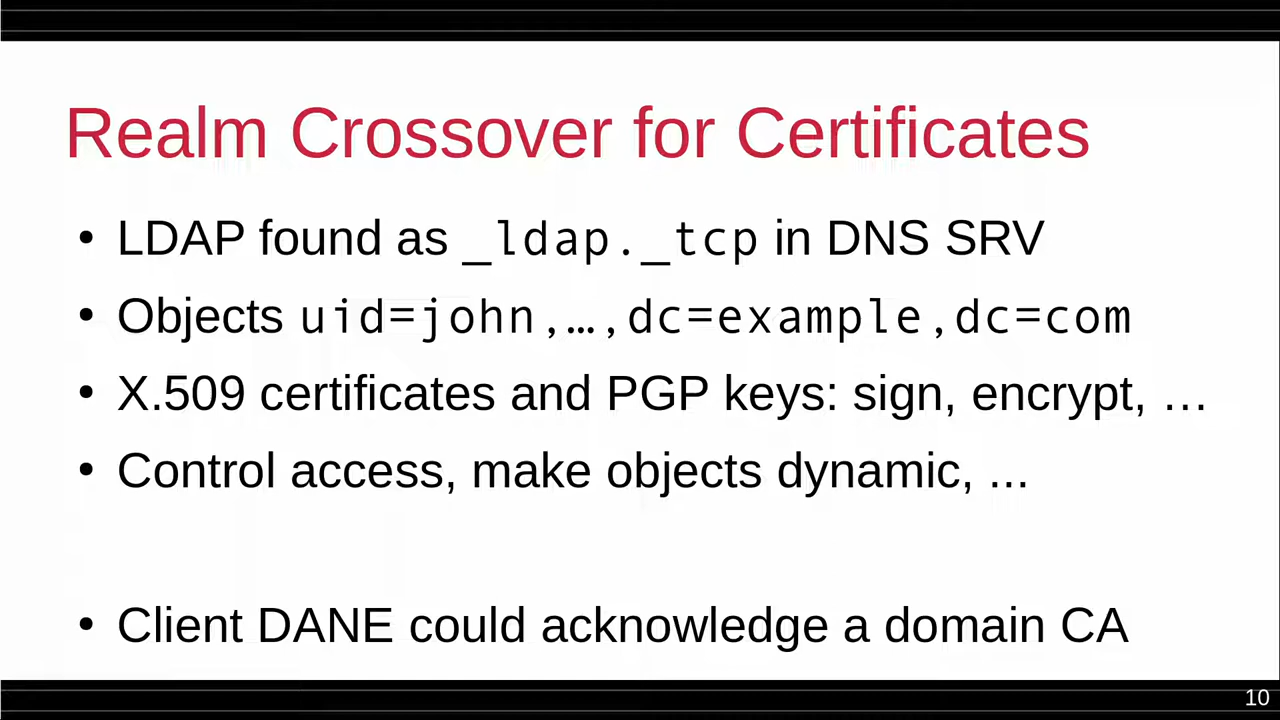 Realm Crossover for Certificates
• LDAP found as _ldap._tcp in DNS SRV
• Objects uid=john,…,dc=example,dc=com
• X.509 certificates and PGP keys: sign, encrypt, …
• Control access, make objects dynamic, ...
• Client DANE could acknowledge a domain CA
10